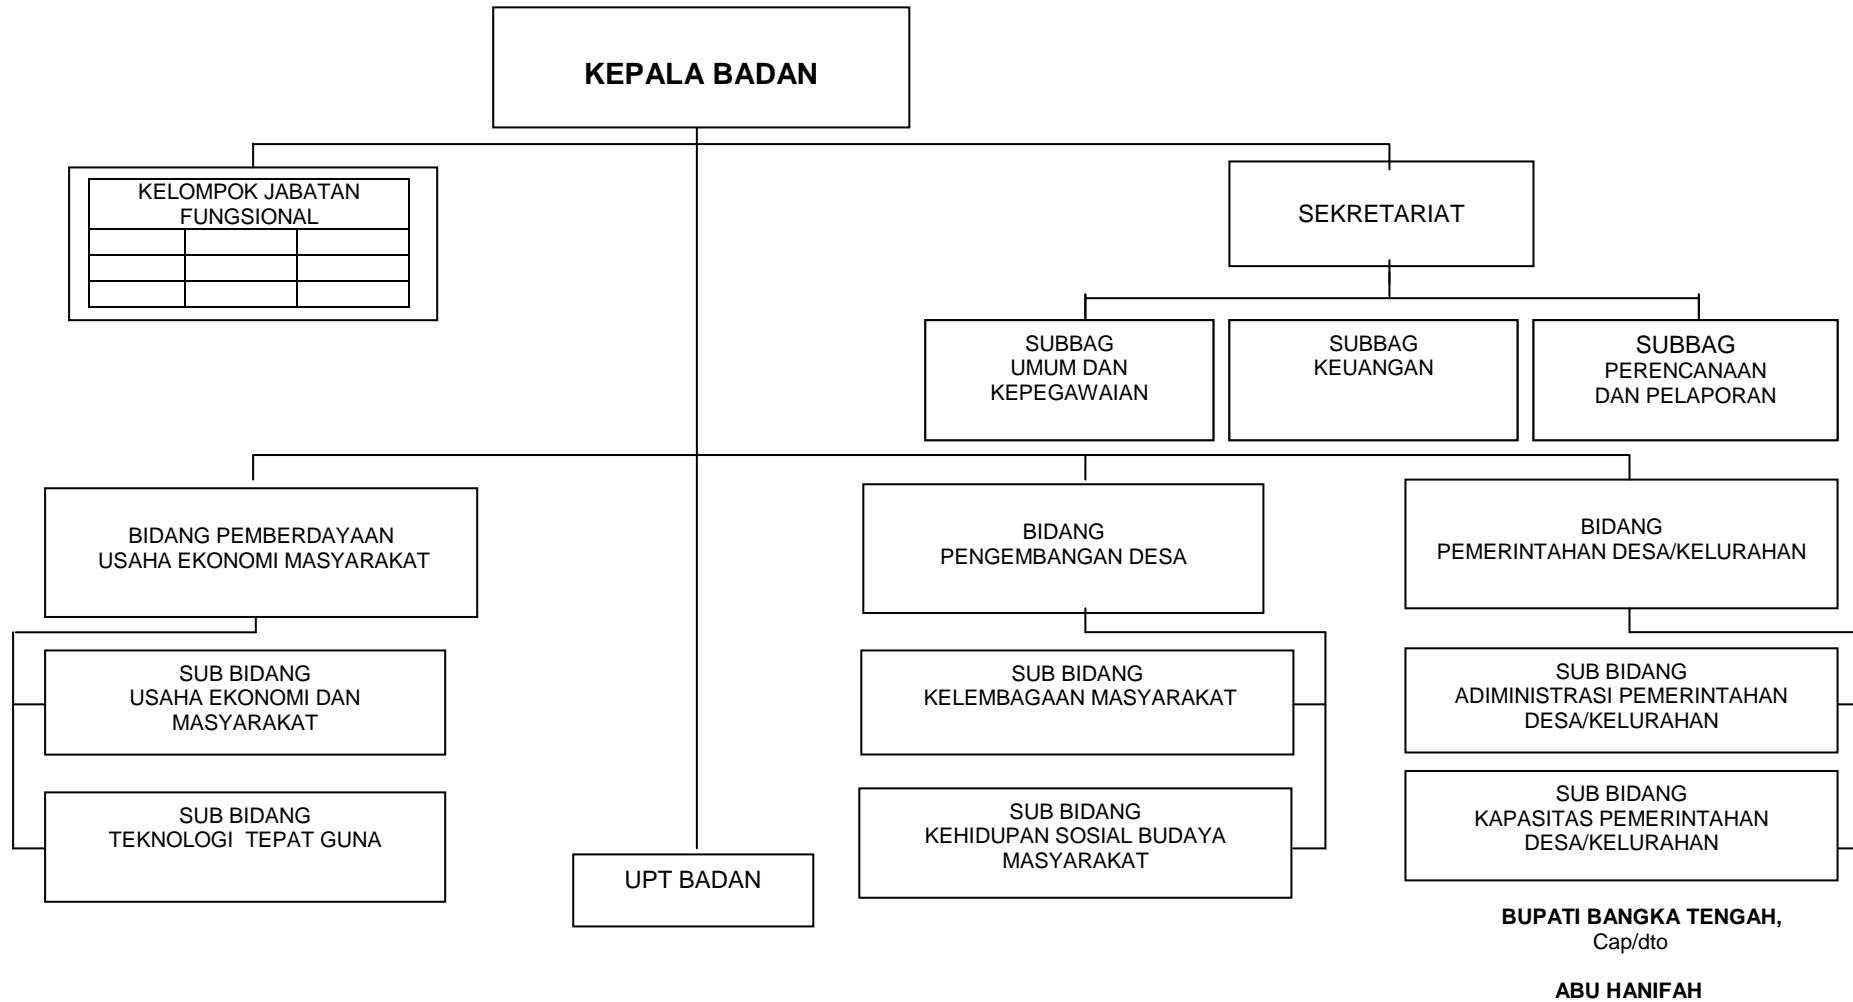 KEPALA BADAN
KELOMPOK JABATAN
FUNGSIONAL
SEKRETARIAT
SUBBAG
UMUM DAN
KEPEGAWAIAN
SUBBAG
KEUANGAN
SUBBAG
PERENCANAAN
DAN PELAPORAN
BIDANG PEMBERDAYAAN
USAHA EKONOMI MASYARAKAT
BIDANG
PENGEMBANGAN DESA
BIDANG
PEMERINTAHAN DESA/KELURAHAN
SUB BIDANG
USAHA EKONOMI DAN
MASYARAKAT
SUB BIDANG
KELEMBAGAAN MASYARAKAT
SUB BIDANG
ADIMINISTRASI PEMERINTAHAN
DESA/KELURAHAN
SUB BIDANG
TEKNOLOGI TEPAT GUNA
UPT BADAN
SUB BIDANG
KEHIDUPAN SOSIAL BUDAYA
MASYARAKAT
SUB BIDANG
KAPASITAS PEMERINTAHAN
DESA/KELURAHAN
BUPATI BANGKA TENGAH,
Cap/dto
ABU HANIFAH